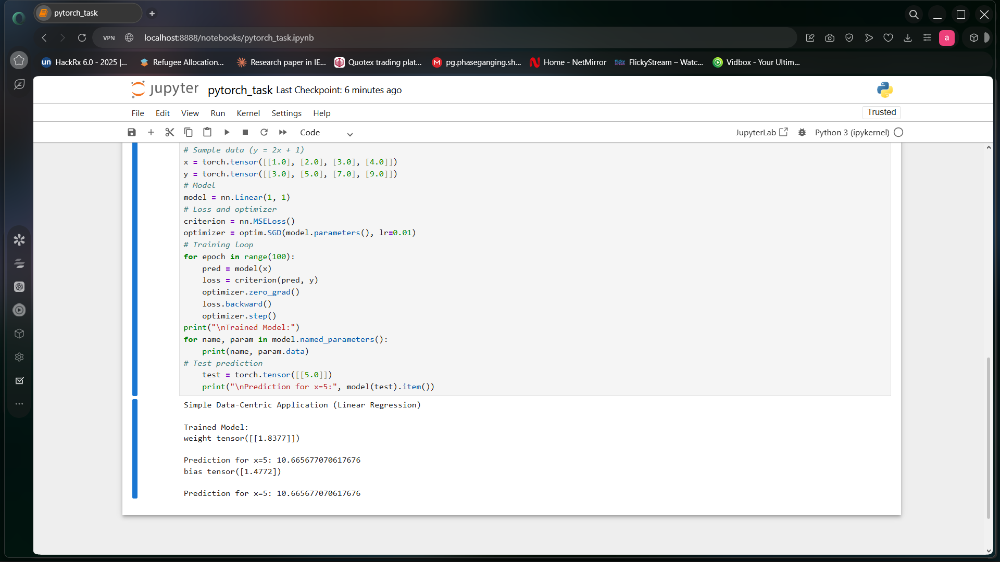 pytorch_task
VPN
localhost:8888/notebooks/pytorch_task.ipynb
a
un HackRx 6.0 - 2025 |...
Refugee Allocation...
Research paper in IE...
Quotex trading plat...
M pg.phaseganging.sh...
Home - NetMirror
FlickyStream – Watc...
Vidbox - Your Ultim...
jupyter pytorch_task Last Checkpoint: 6 minutes ago
File Edit View Run Kernel Settings Help
Trusted
Code
JupyterLab
Python 3 (ipykernel)
# Sample data (y = 2x + 1)
x = torch.tensor([[1.0], [2.0], [3.0], [4.0]])
y = torch.tensor([[3.0], [5.0], [7.0], [9.0]])
# Model
model = nn.Linear(1, 1)
# Loss and optimizer
criterion = nn.MSELoss()
optimizer = optim.SGD(model.parameters(), lr=0.01)
# Training loop
for epoch in range(100):
    pred = model(x)
    loss = criterion(pred, y)
    optimizer.zero_grad()
    loss.backward()
    optimizer.step()
print("\nTrained Model:")
for name, param in model.named_parameters():
    print(name, param.data)
# Test prediction
    test = torch.tensor([[5.0]])
    print("\nPrediction for x=5:", model(test).item())
Simple Data-Centric Application (Linear Regression)
Trained Model:
weight tensor([[1.8377]])
Prediction for x=5: 10.665677070617676
bias tensor([1.4772])
Prediction for x=5: 10.665677070617676